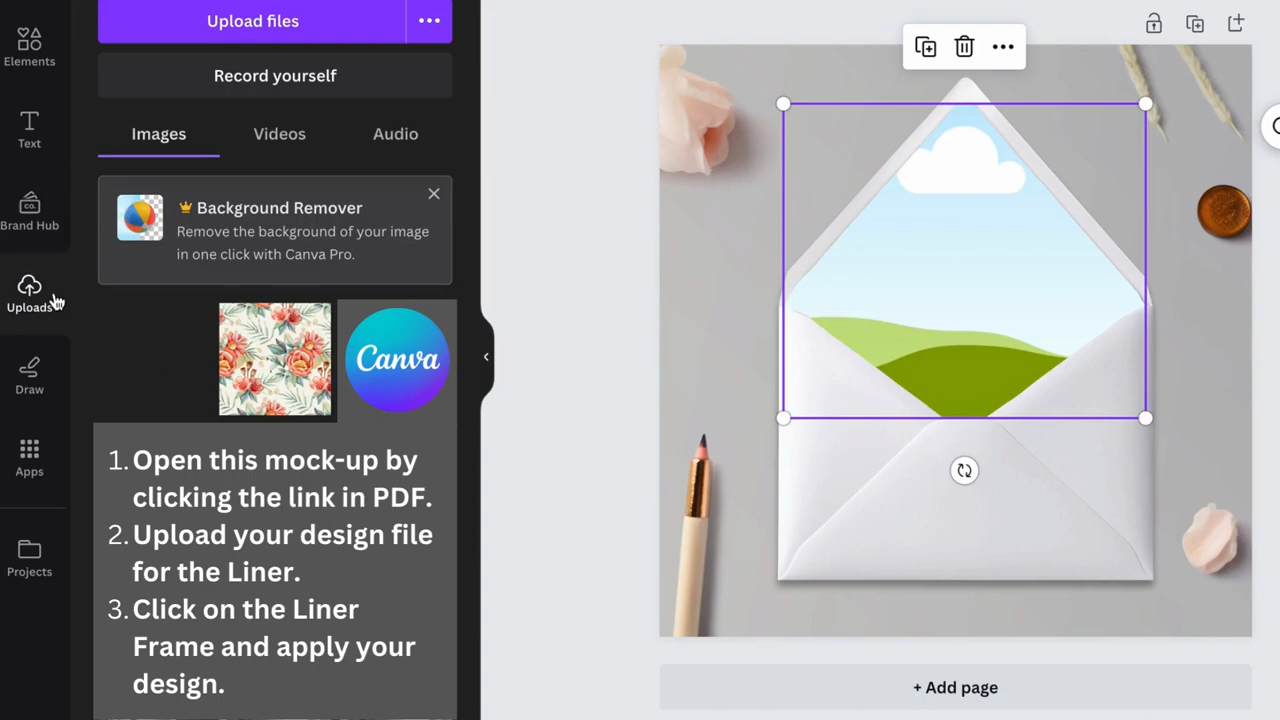 Upload files
Record yourself
Elements
Text
Brand Hub
Uploads
Draw
Apps
Projects
Images
Videos
Audio
Background Remover
Remove the background of your image
in one click with Canva Pro.
CO.
Canva
1. Open this mock-up by
clicking the link in PDF.
2. Upload your design file
for the Liner.
3. Click on the Liner
Frame and apply your
design.
+ Add page